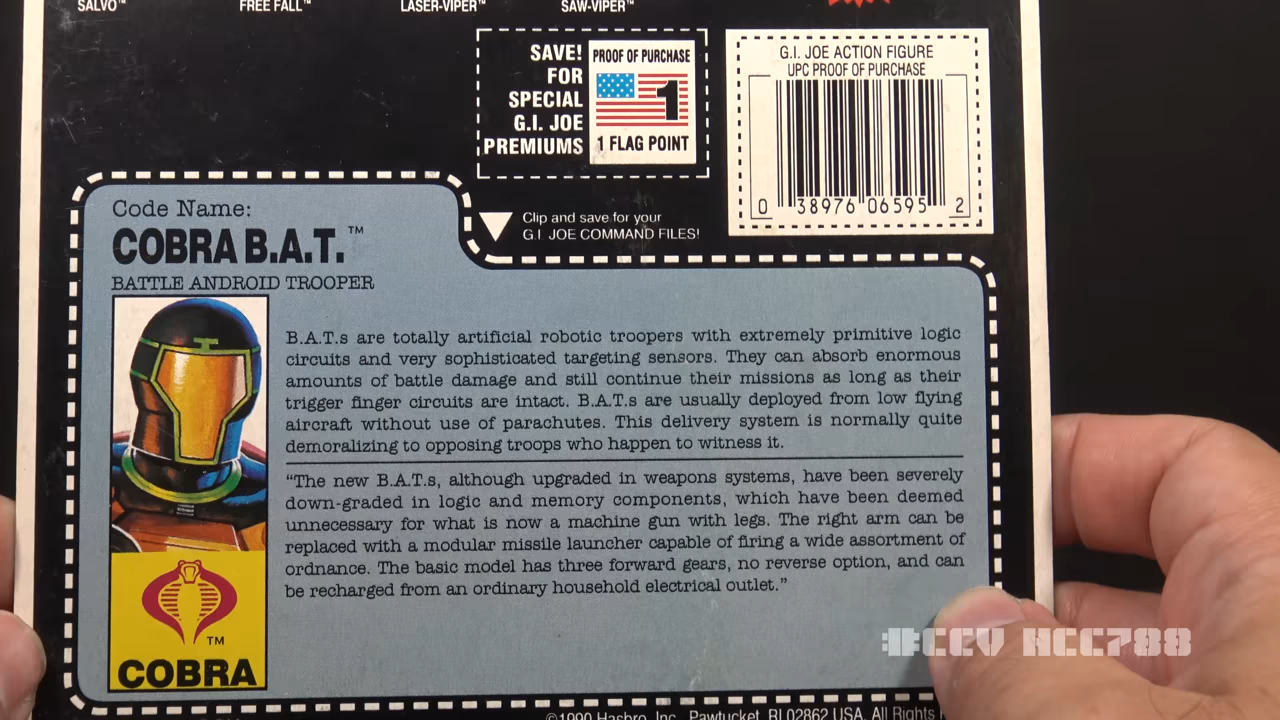 SALVO™ FREE FALL™ LASER-VIPER™ SAW-VIPER™
SAVE!
FOR
SPECIAL
G.I. JOE
PREMIUMS
PROOF OF PURCHASE
1
1 FLAG POINT
G.I. JOE ACTION FIGURE
UPC PROOF OF PURCHASE
0 38976 06595 2
Clip and save for your
G.I. JOE COMMAND FILES!
Code Name:
COBRA B.A.T.™
BATTLE ANDROID TROOPER
B.A.T.s are totally artificial robotic troopers with extremely primitive logic
circuits and very sophisticated targeting sensors. They can absorb enormous
amounts of battle damage and still continue their missions as long as their
trigger finger circuits are intact. B.A.T.s are usually deployed from low flying
aircraft without use of parachutes. This delivery system is normally quite
demoralizing to opposing troops who happen to witness it.
“The new B.A.T.s, although upgraded in weapons systems, have been severely
down-graded in logic and memory components, which have been deemed
unnecessary for what is now a machine gun with legs. The right arm can be
replaced with a modular missile launcher capable of firing a wide assortment of
ordnance. The basic model has three forward gears, no reverse option, and can
be recharged from an ordinary household electrical outlet.”
TM
COBRA
#CCV HCC788
©1990 Hasbro, Inc., Pawtucket, RI 02862 USA. All Rights